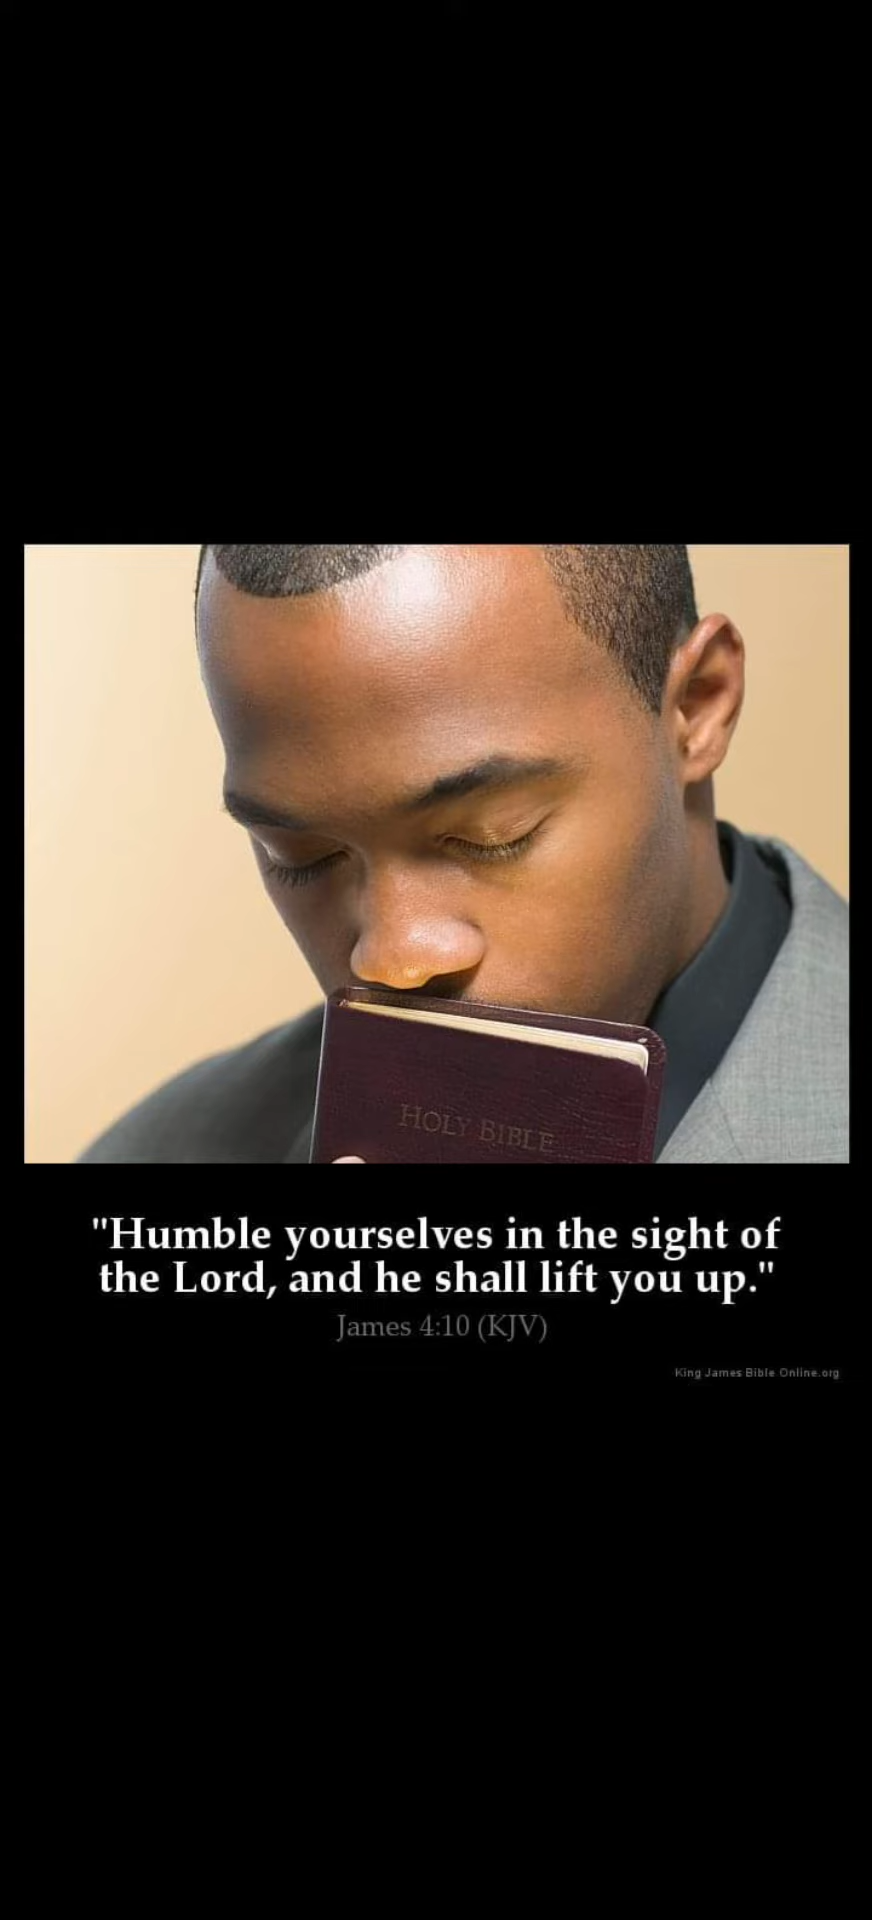 HOLY BIBLE
"Humble yourselves in the sight of
the Lord, and he shall lift you up."
James 4:10 (KJV)
King James Bible Online.org